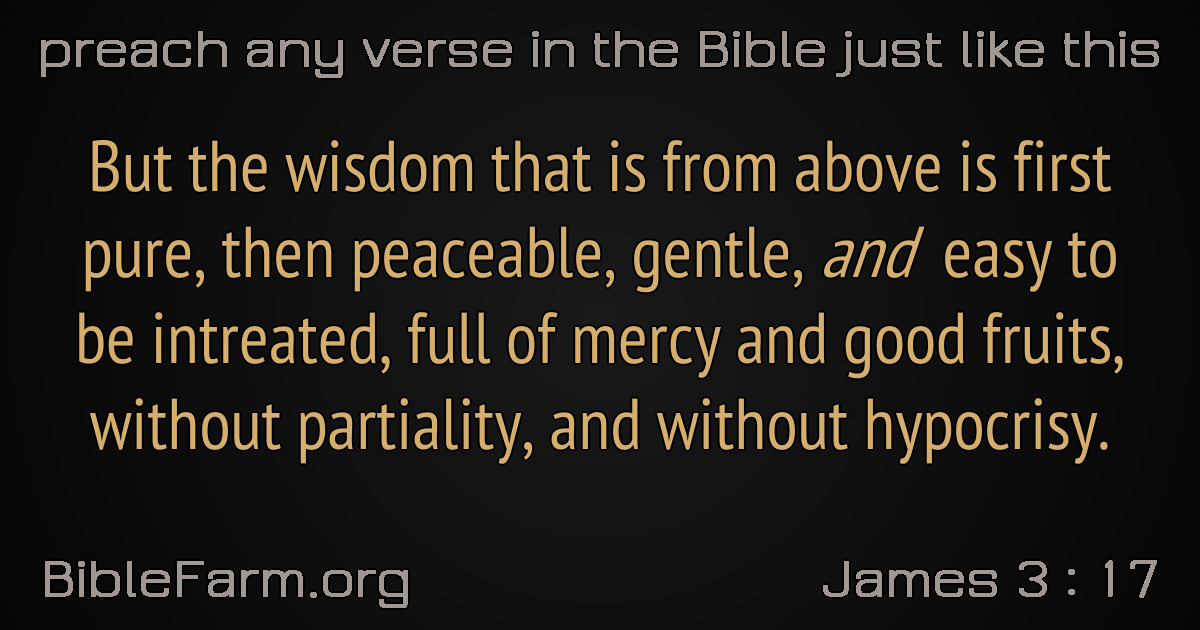 preach any verse in the Bible just like this
But the wisdom that is from above is first
pure, then peaceable, gentle, and easy to
be intreated, full of mercy and good fruits,
without partiality, and without hypocrisy.
BibleFarm.org
James 3 : 17